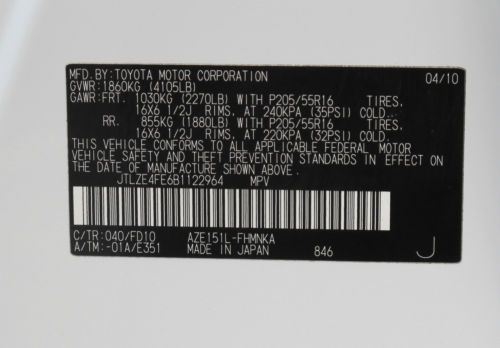 MFD.BY:TOYOTA MOTOR CORPORATION 04/10
GVWR:1860KG (4105LB)
GAWR:FRT. 1030KG (2270LB) WITH P205/55R16 TIRES,
16X6 1/2J RIMS, AT 240KPA (35PSI) COLD.
RR. 855KG (1880LB) WITH P205/55R16 TIRES,
16X6 1/2J RIMS, AT 220KPA (32PSI) COLD.
THIS VEHICLE CONFORMS TO ALL APPLICABLE FEDERAL MOTOR
VEHICLE SAFETY AND THEFT PREVENTION STANDARDS IN EFFECT ON
THE DATE OF MANUFACTURE SHOWN ABOVE.
JTLZE4FE6B1122964 MPV
C/TR:040/FD10 AZE151L-FHMNKA
A/TM:-01A/E351 MADE IN JAPAN 846 J